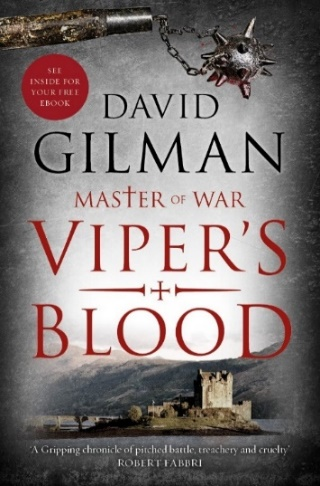 SEE
INSIDE FOR
YOUR FREE
EBOOK
DAVID
GILMAN
MASTER OF WAR
VIPER'S
BLOOD
'A Gripping chronicle of pitched battle, treachery and cruelty'
ROBERT FABBRI